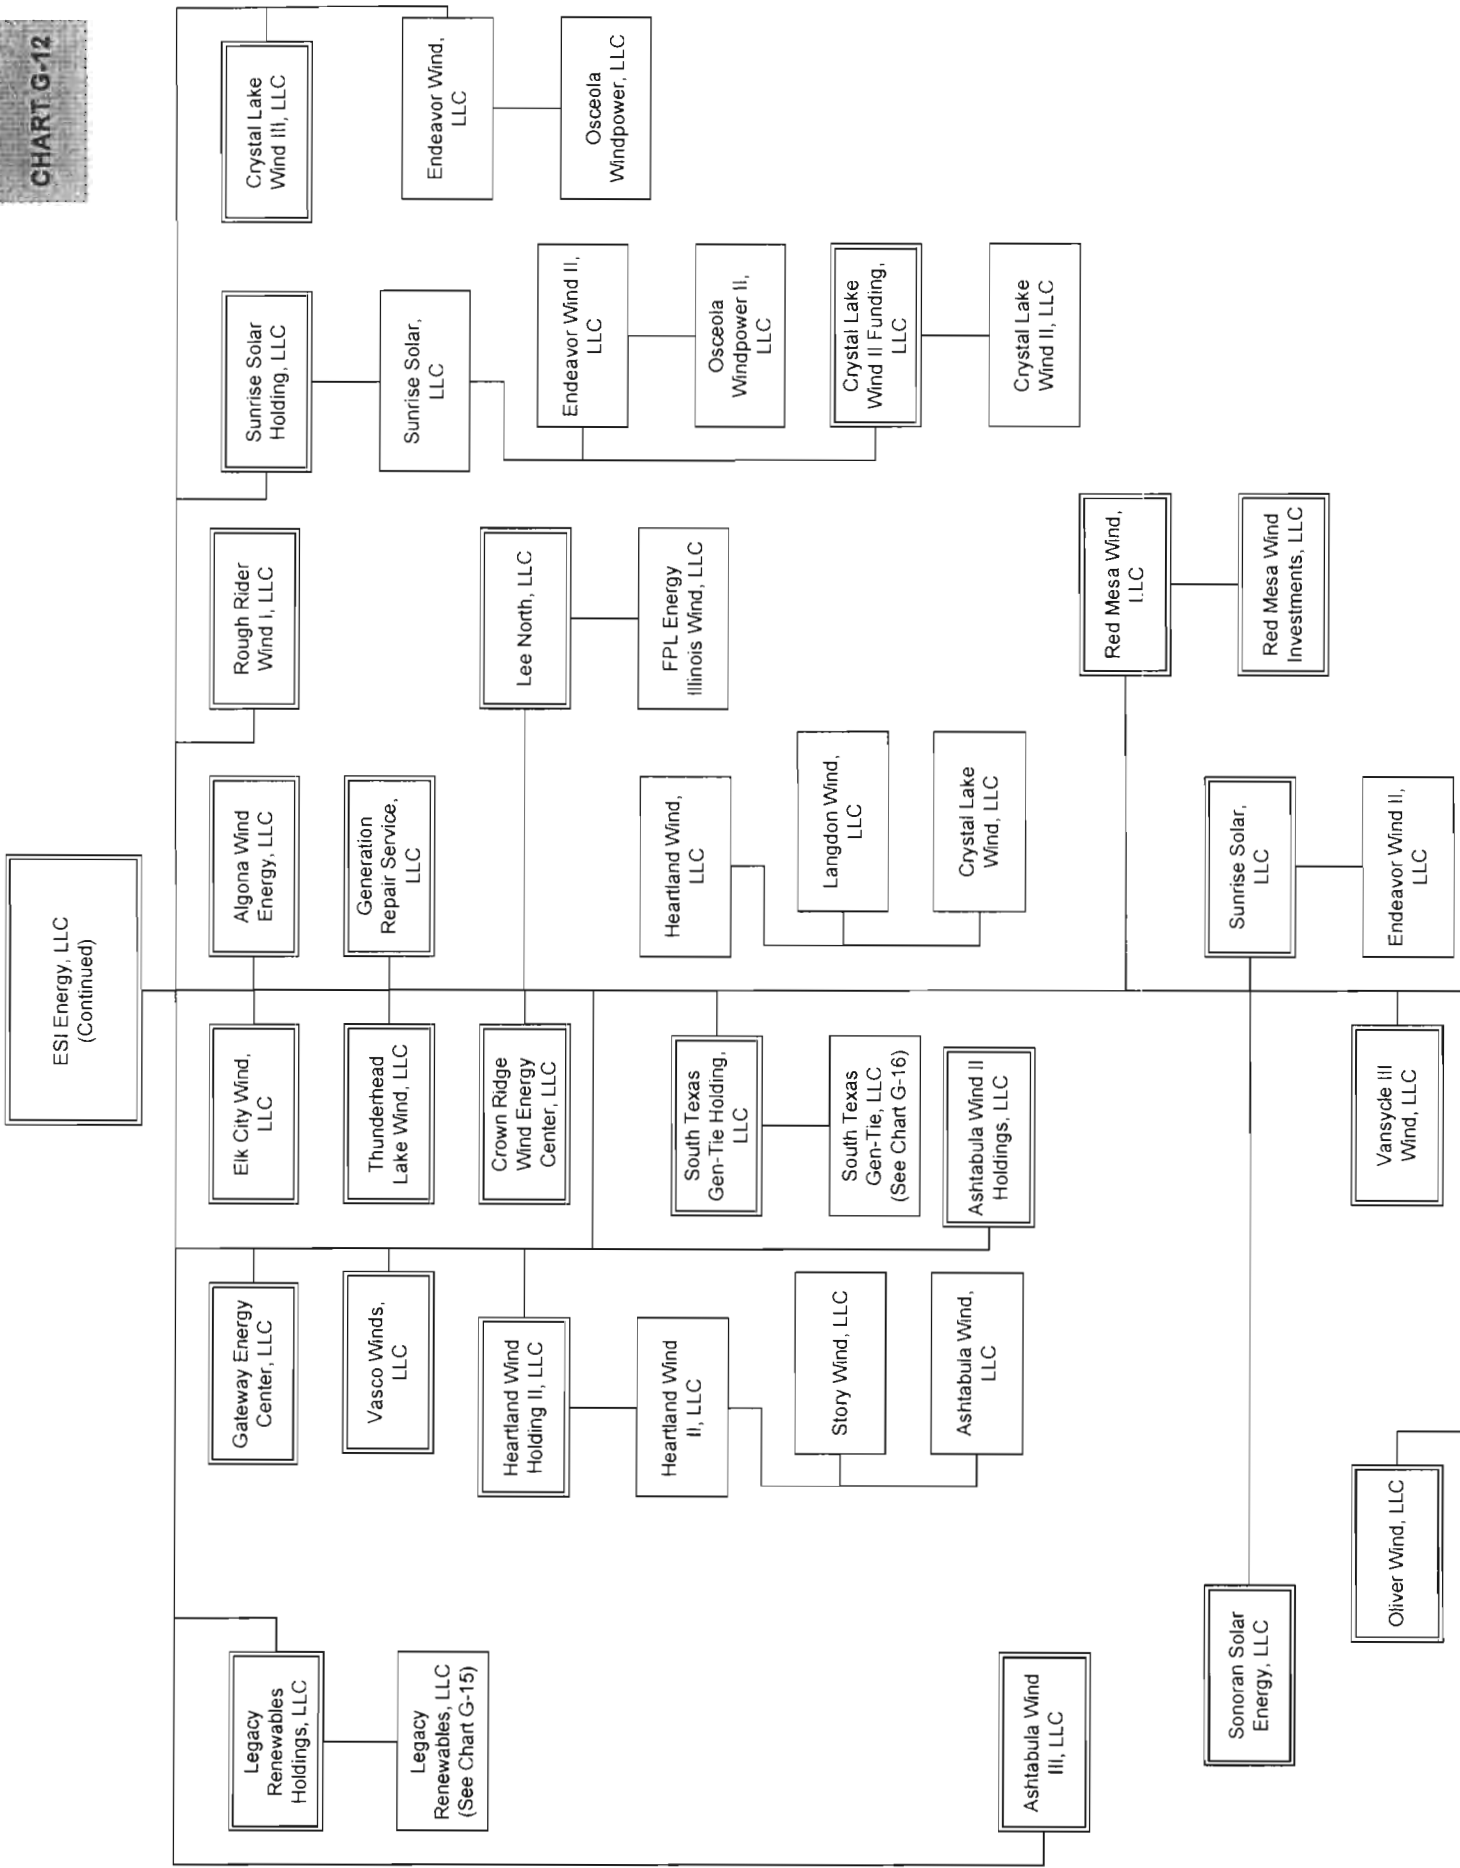 CHART G-12
ESI Energy, LLC
(Continued)
Legacy
Renewables
Holdings, LLC
Legacy
Renewables, LLC
(See Chart G-15)
Ashtabula Wind
III, LLC
Gateway Energy
Center, LLC
Vasco Winds,
LLC
Heartland Wind
Holding II, LLC
Heartland Wind
II, LLC
Story Wind, LLC
Ashtabula Wind,
LLC
Elk City Wind,
LLC
Thunderhead
Lake Wind, LLC
Crown Ridge
Wind Energy
Center, LLC
South Texas
Gen-Tie Holding,
LLC
South Texas
Gen-Tie, LLC
(See Chart G-16)
Ashtabula Wind II
Holdings, LLC
Algona Wind
Energy, LLC
Generation
Repair Service,
LLC
Heartland Wind,
LLC
Langdon Wind,
LLC
Crystal Lake
Wind, LLC
Rough Rider
Wind I, LLC
Lee North, LLC
FPL Energy
Illinois Wind, LLC
Sunrise Solar
Holding, LLC
Sunrise Solar,
LLC
Endeavor Wind II,
LLC
Osceola
Windpower II,
LLC
Crystal Lake
Wind II Funding,
LLC
Crystal Lake
Wind II, LLC
Crystal Lake
Wind III, LLC
Endeavor Wind,
LLC
Osceola
Windpower, LLC
Red Mesa Wind,
LLC
Red Mesa Wind
Investments, LLC
Sonoran Solar
Energy, LLC
Sunrise Solar,
LLC
Endeavor Wind II,
LLC
Oliver Wind, LLC
Vansycle III
Wind, LLC